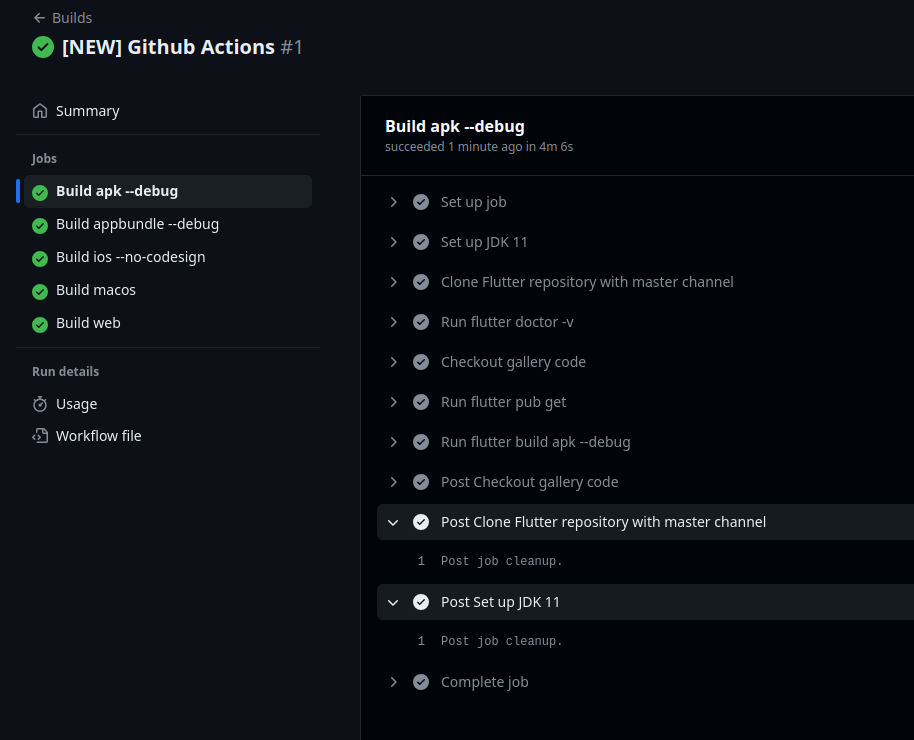 Builds
[NEW] Github Actions #1
Summary
Jobs
Build apk --debug
Build appbundle --debug
Build ios --no-codesign
Build macos
Build web
Run details
Usage
Workflow file
Build apk --debug
succeeded 1 minute ago in 4m 6s
Set up job
Set up JDK 11
Clone Flutter repository with master channel
Run flutter doctor -v
Checkout gallery code
Run flutter pub get
Run flutter build apk --debug
Post Checkout gallery code
Post Clone Flutter repository with master channel
1 Post job cleanup.
Post Set up JDK 11
1 Post job cleanup.
Complete job